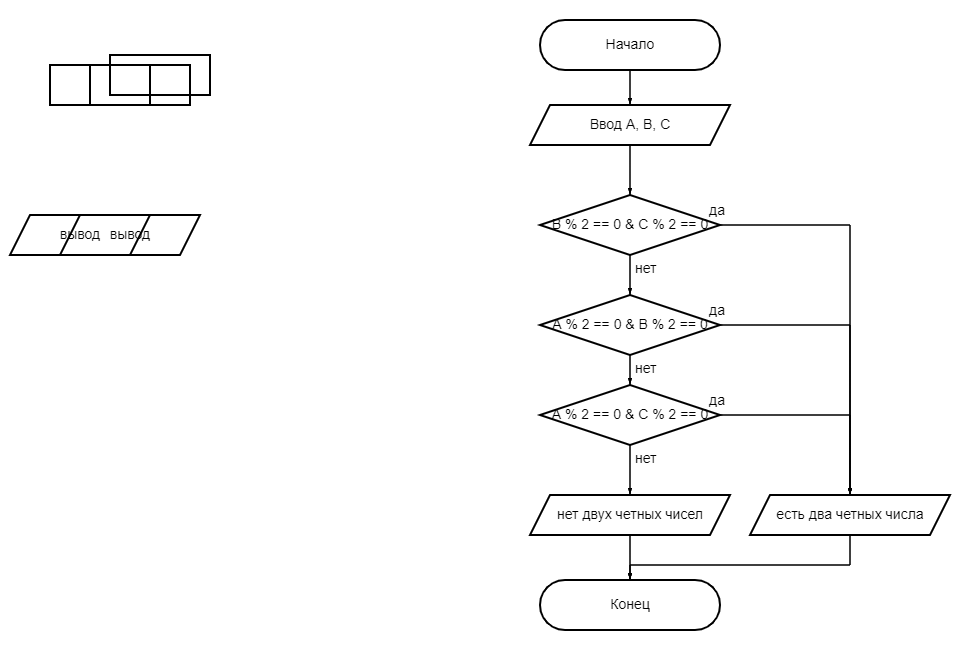 Начало
Ввод A, B, C
да
B % 2 == 0 & C % 2 == 0
вывод вывод
нет
да
A % 2 == 0 & B % 2 == 0
нет
да
A % 2 == 0 & C % 2 == 0
нет
нет двух четных чисел
есть два четных числа
Конец